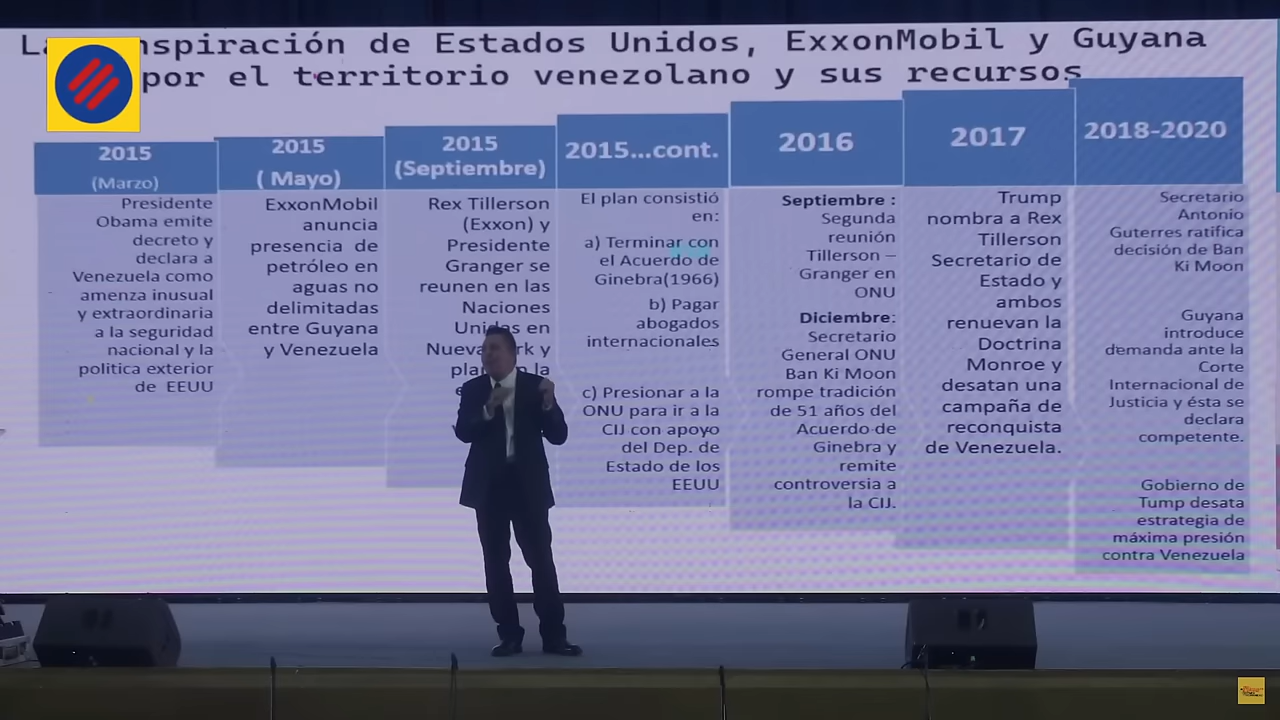 La nspiración de Estados Unidos, ExxonMobil y Guyana
por el territorio venezolano y sus recursos
2015
(Marzo)
Presidente
Obama emite
decreto y
declara a
Venezuela como
amenza inusual
y extraordinaria
a la seguridad
nacional y la
politica exterior
de EEUU
2015
( Mayo)
ExxonMobil
anuncia
presencia de
petróleo en
aguas no
delimitadas
entre Guyana
y Venezuela
2015
(Septiembre)
Rex Tillerson
(Exxon) y
Presidente
Granger se
reunen en las
Naciones
Unidas en
Nueva rk y
la
2015...cont.
El plan consistió
en:
a) Terminar con
el Acuerdo de
Ginebra(1966)
b) Pagar
abogados
internacionales
c) Presionar a la
ONU para ir a la
CIJ con apoyo
del Dep. de
Estado de los
EEUU
2016
Septiembre :
Segunda
reunión
Tillerson –
Granger en
ONU
Diciembre:
Secretario
General ONU
Ban Ki Moon
rompe tradición
de 51 años del
Acuerdo de
Ginebra y
remite
controversia a
la CIJ.
2017
Trump
nombra a Rex
Tillerson
Secretario de
Estado y
ambos
renuevan la
Doctrina
Monroe y
desatan una
campaña de
reconquista
de Venezuela.
2018-2020
Secretario
Antonio
Guterres ratifica
decisión de Ban
Ki Moon
Guyana
introduce
demanda ante la
Corte
Internacional de
Justicia y ésta se
declara
competente.
Gobierno de
Tump desata
estrategia de
máxima presión
contra Venezuela